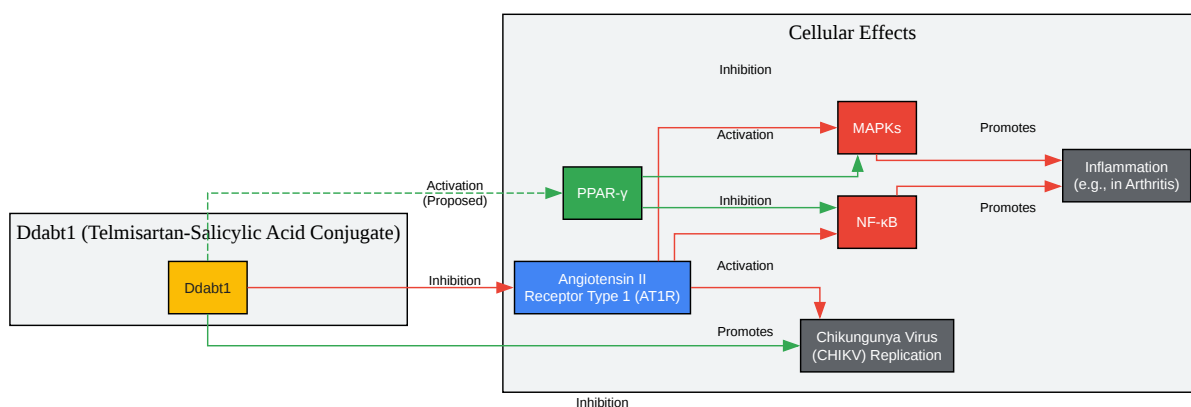 Cellular Effects
Inhibition
MAPKs
Activation
Promotes
Inflammation
(e.g., in Arthritis)
Activation
(Proposed)
PPAR-γ
Inhibition
NF-κB
Promotes
Ddabt1 (Telmisartan-Salicylic Acid Conjugate)
Ddabt1
Inhibition
Angiotensin II
Receptor Type 1 (AT1R)
Activation
Promotes
Chikungunya Virus
(CHIKV) Replication
Inhibition